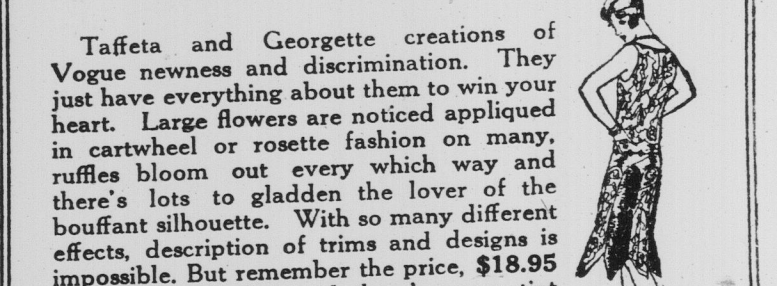 Taffeta and Georgette creations of
Vogue newness and discrimination. They
just have everything about them to win your
heart. Large flowers are noticed appliqued
in cartwheel or rosette fashion on many,
ruffles bloom out every which way and
there's lots to gladden the lover of the
bouffant silhouette. With so many different
effects, description of trims and designs is
impossible. But remember the price, $18.95